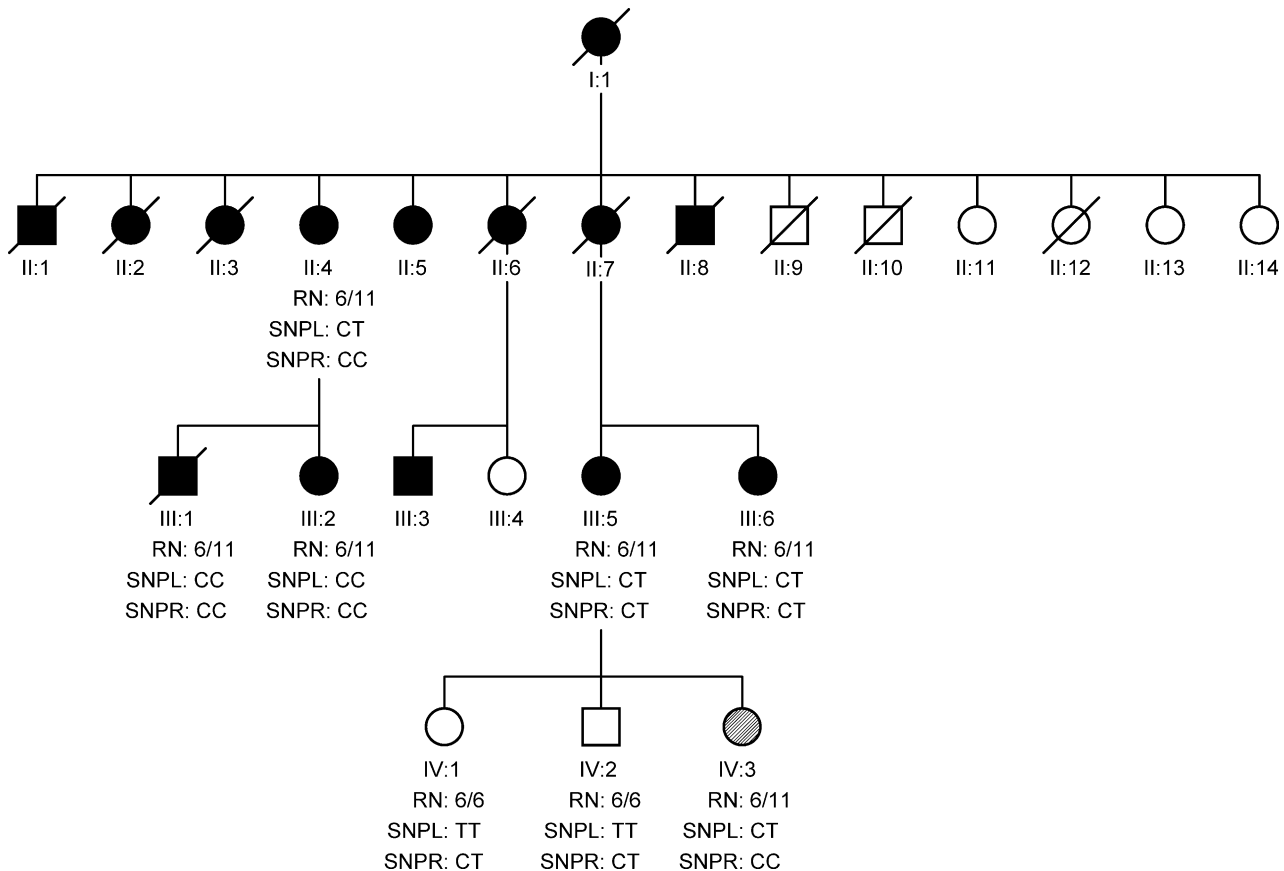 I:1
II:1 II:2 II:3 II:4 II:5 II:6 II:7 II:8 II:9 II:10 II:11 II:12 II:13 II:14
RN: 6/11
SNPL: CT
SNPR: CC
III:1 III:2 III:3 III:4 III:5 III:6
RN: 6/11 RN: 6/11 RN: 6/11 RN: 6/11
SNPL: CC SNPL: CC SNPL: CT SNPL: CT
SNPR: CC SNPR: CC SNPR: CT SNPR: CT
IV:1 IV:2 IV:3
RN: 6/6 RN: 6/6 RN: 6/11
SNPL: TT SNPL: TT SNPL: CT
SNPR: CT SNPR: CT SNPR: CC